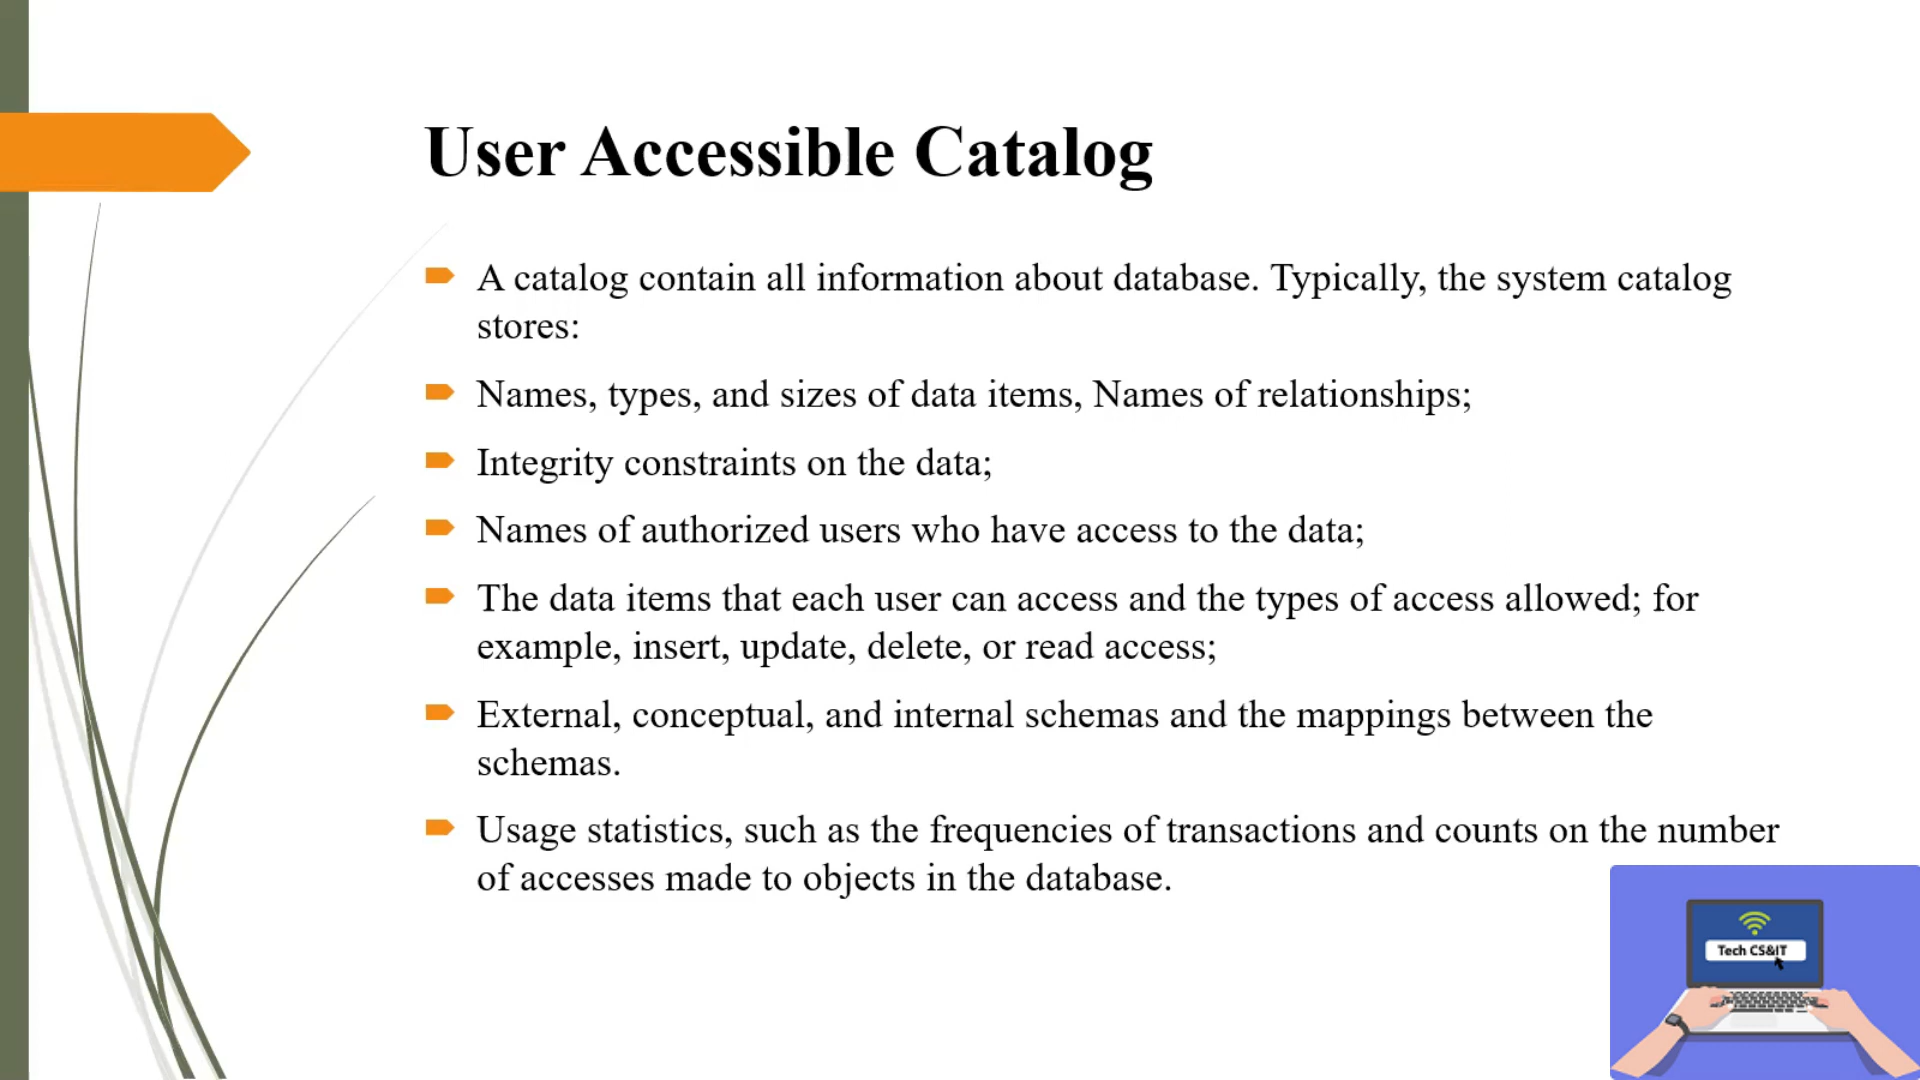 User Accessible Catalog
A catalog contain all information about database. Typically, the system catalog
stores:
Names, types, and sizes of data items, Names of relationships;
Integrity constraints on the data;
Names of authorized users who have access to the data;
The data items that each user can access and the types of access allowed; for
example, insert, update, delete, or read access;
External, conceptual, and internal schemas and the mappings between the
schemas.
Usage statistics, such as the frequencies of transactions and counts on the number
of accesses made to objects in the database.
Tech CS&IT